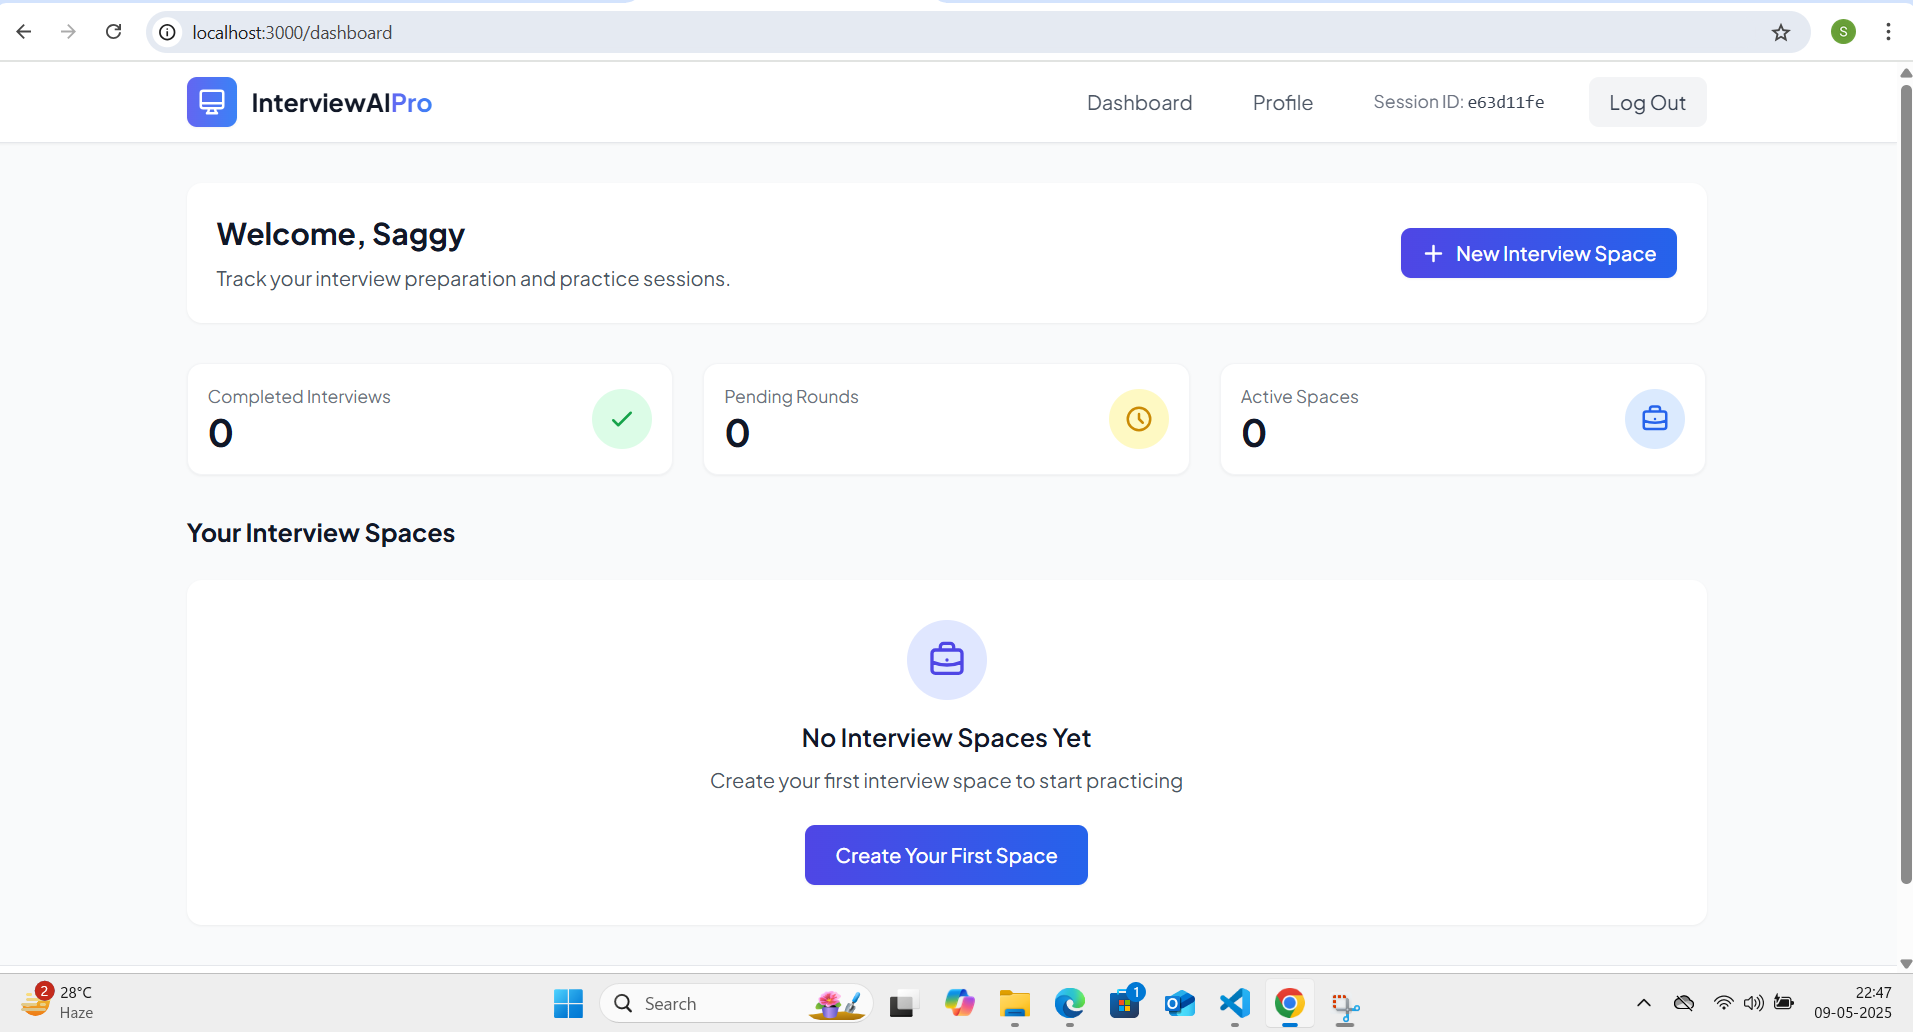 localhost:3000/dashboard
S
InterviewAIPro
Dashboard
Profile
Session ID: e63d11fe
Log Out
Welcome, Saggy
Track your interview preparation and practice sessions.
+ New Interview Space
Completed Interviews
0
Pending Rounds
0
Active Spaces
0
Your Interview Spaces
No Interview Spaces Yet
Create your first interview space to start practicing
Create Your First Space
2
28°C
Haze
Search
1
22:47
09-05-2025